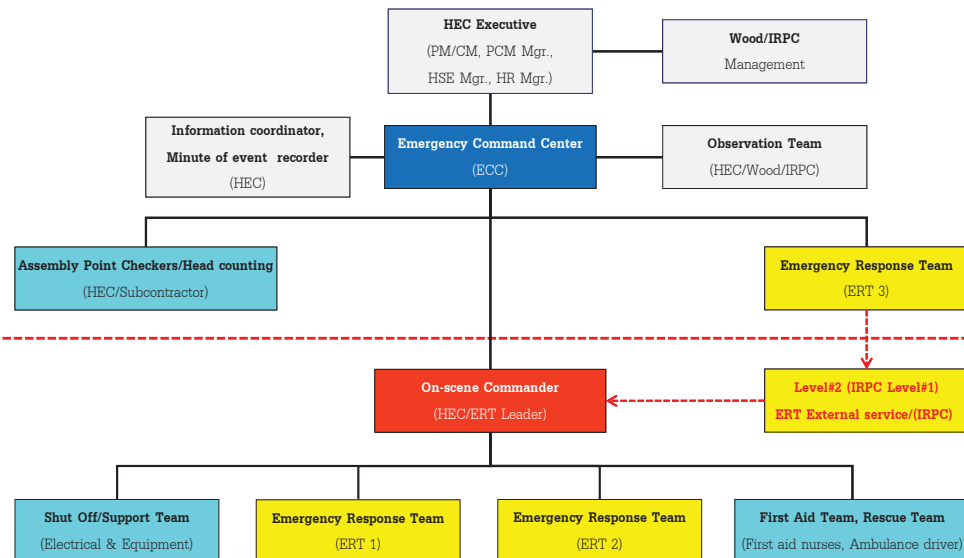 HEC Executive
(PM/CM, PCM Mgr.,
HSE Mgr., HR Mgr.)
Wood/IRPC
Management
Information coordinator,
Minute of event recorder
(HEC)
Emergency Command Center
(ECC)
Observation Team
(HEC/Wood/IRPC)
Assembly Point Checkers/Head counting
(HEC/Subcontractor)
Emergency Response Team
(ERT 3)
On-scene Commander
(HEC/ERT Leader)
Level#2 (IRPC Level#1)
ERT External service/(IRPC)
Shut Off/Support Team
(Electrical & Equipment)
Emergency Response Team
(ERT 1)
Emergency Response Team
(ERT 2)
First Aid Team, Rescue Team
(First aid nurses, Ambulance driver)